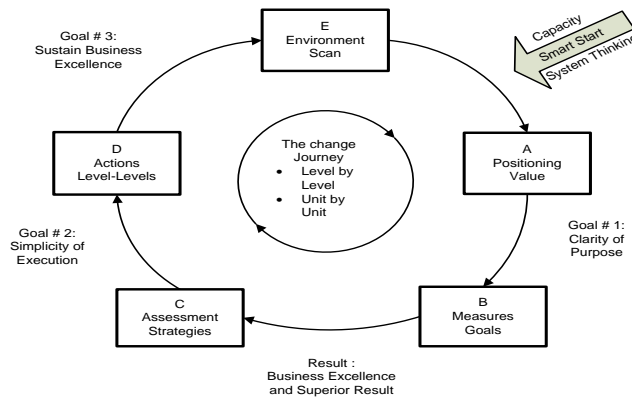 E
Environment
Scan
Capacity
Smart Start
System Thinking
Goal # 3:
Sustain Business
Excellence
A
Positioning
Value
D
Actions
Level-Levels
The change
Journey
• Level by
Level
• Unit by
Unit
Goal # 1:
Clarity of
Purpose
Goal # 2:
Simplicity of
Execution
B
Measures
Goals
C
Assessment
Strategies
Result :
Business Excellence
and Superior Result